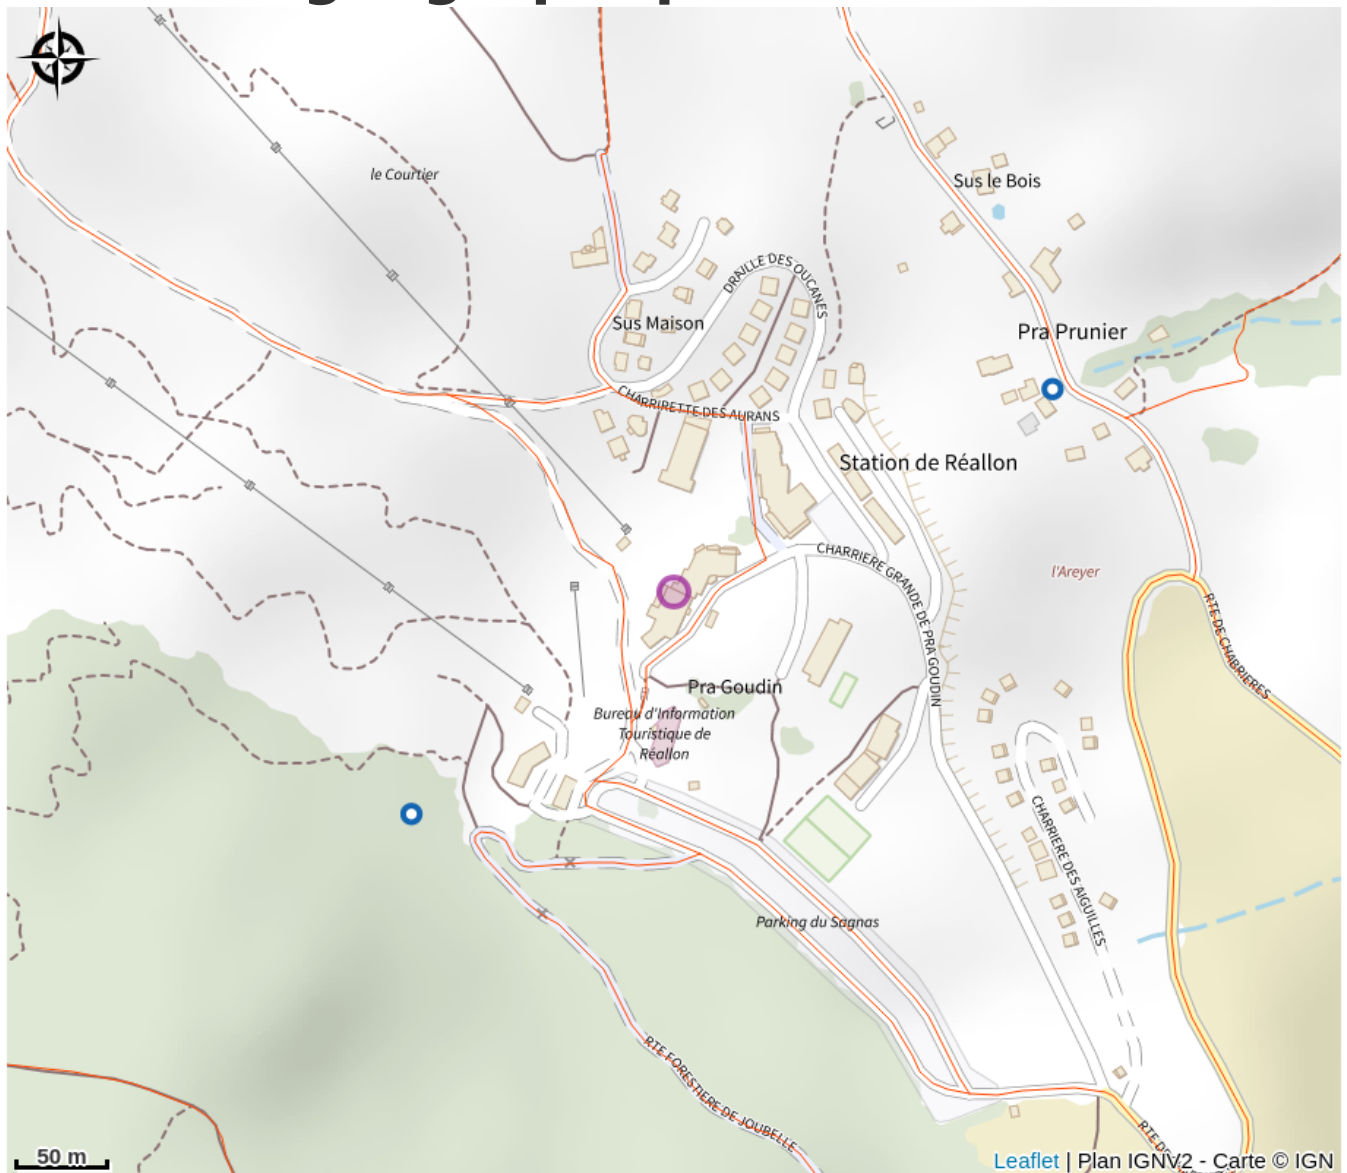 le Courtier
Sus le Bois
DRAILLE DES OUCANES
Sus Maison
Pra Prunier
CHARRIRETTE DES AURANS
Station de Réallon
CHARRIERE GRANDE DE PRA GOUDIN
l'Areyer
RTE DE CHABRIERES
Pra Goudin
Bureau d'Information
Touristique de
Réallon
CHARRIERE DES AIGUILLES
Parking du Sagnas
RTE FORESTIERE DE JOUBELLE
RTE D
50 m
Leaflet | Plan IGNV2 - Carte © IGN